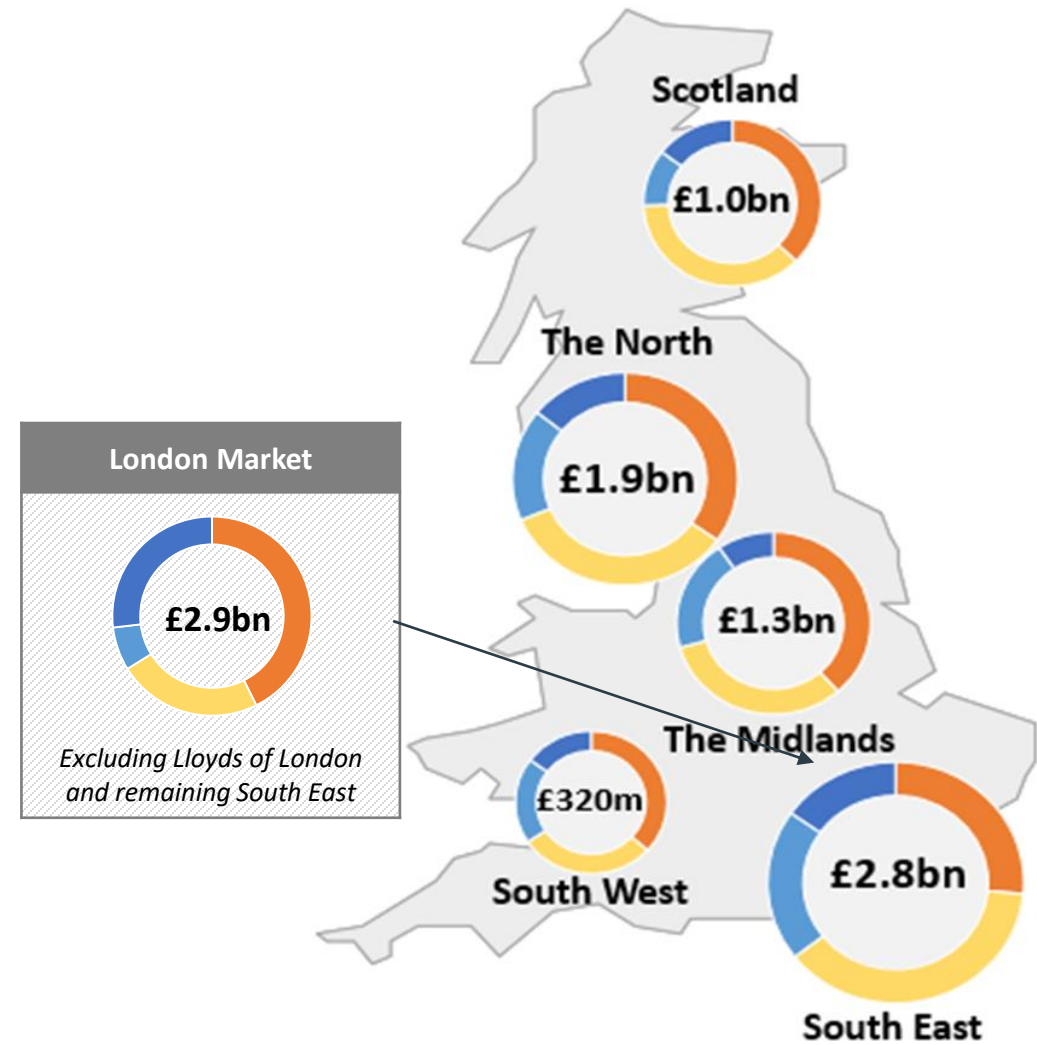 Scotland
£1.0bn
The North
£1.9bn
London Market
£2.9bn
Excluding Lloyds of London
and remaining South East
£1.3bn
The Midlands
£320m
South West
£2.8bn
South East